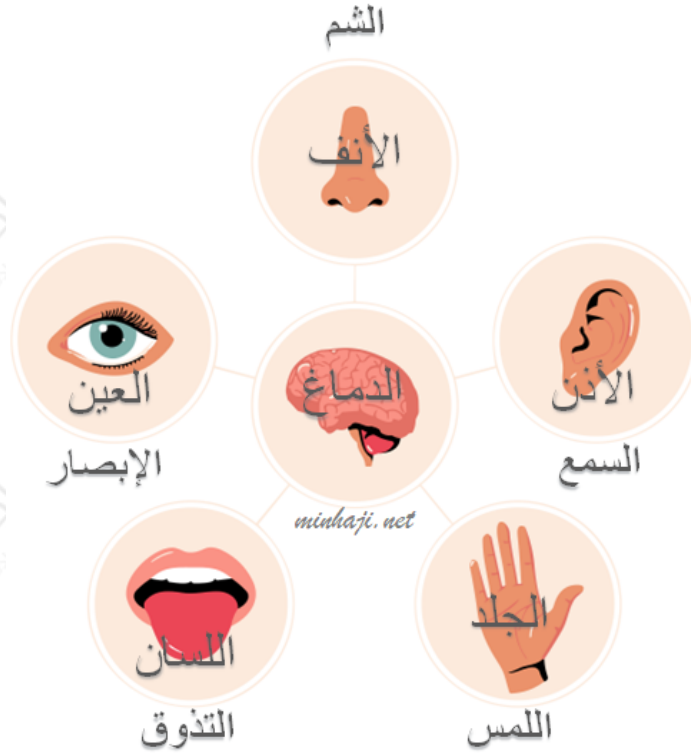 الشم
الأنف
العين
الدماغ
الأذن
الإبصار
السمع
minhaji.net
اللسان
الجلد
التذوق
اللمس